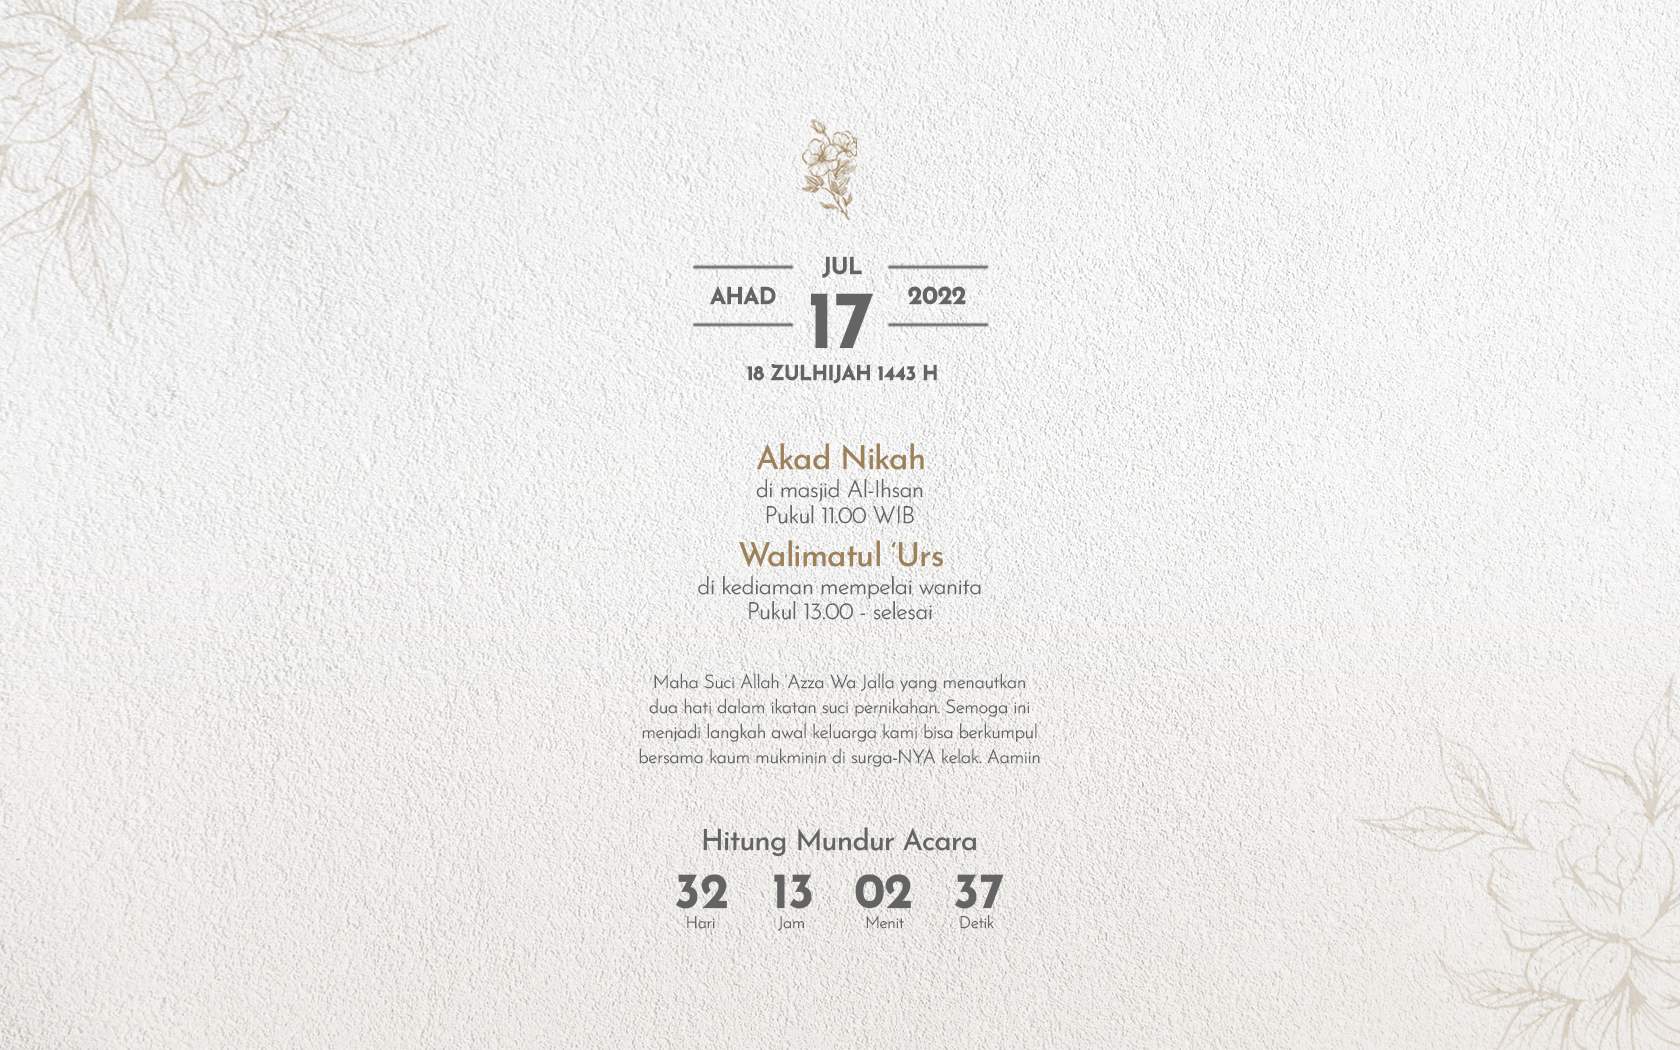 JUL
AHAD 17 2022
18 ZULHIJAH 1443 H
Akad Nikah
di masjid Al-Ihsan
Pukul 11.00 WIB
Walimatul ‘Urs
di kediaman mempelai wanita
Pukul 13.00 - selesai
Maha Suci Allah ‘Azza Wa Jalla yang menautkan
dua hati dalam ikatan suci pernikahan. Semoga ini
menjadi langkah awal keluarga kami bisa berkumpul
bersama kaum mukminin di surga-NYA kelak. Aamiin
Hitung Mundur Acara
32 13 02 37
Hari Jam Menit Detik